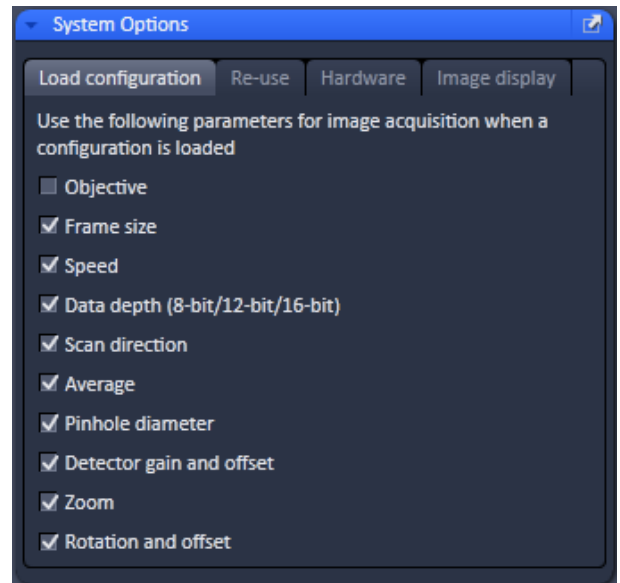 System Options
Load configuration Re-use Hardware Image display
Use the following parameters for image acquisition when a
configuration is loaded
Objective
Frame size
Speed
Data depth (8-bit/12-bit/16-bit)
Scan direction
Average
Pinhole diameter
Detector gain and offset
Zoom
Rotation and offset